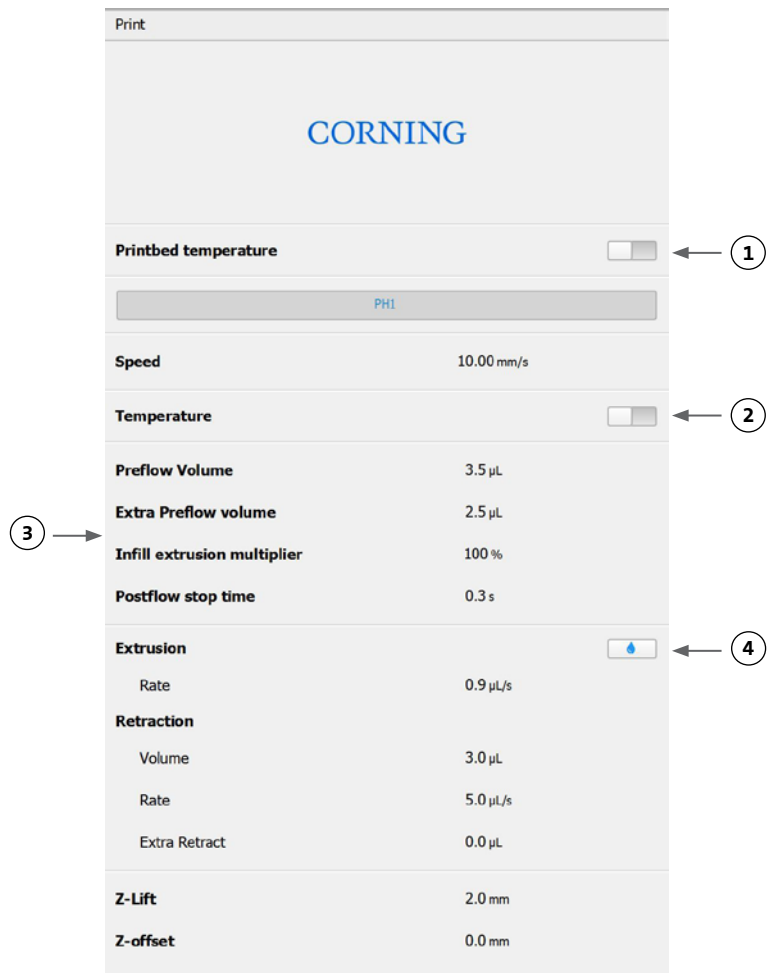 Print
CORNING
Printbed temperature
1
PH1
Speed 10.00 mm/s
Temperature
2
Preflow Volume 3.5 µL
Extra Preflow volume 2.5 µL
3
Infill extrusion multiplier 100 %
Postflow stop time 0.3 s
Extrusion
4
Rate 0.9 µL/s
Retraction
Volume 3.0 µL
Rate 5.0 µL/s
Extra Retract 0.0 µL
Z-Lift 2.0 mm
Z-offset 0.0 mm